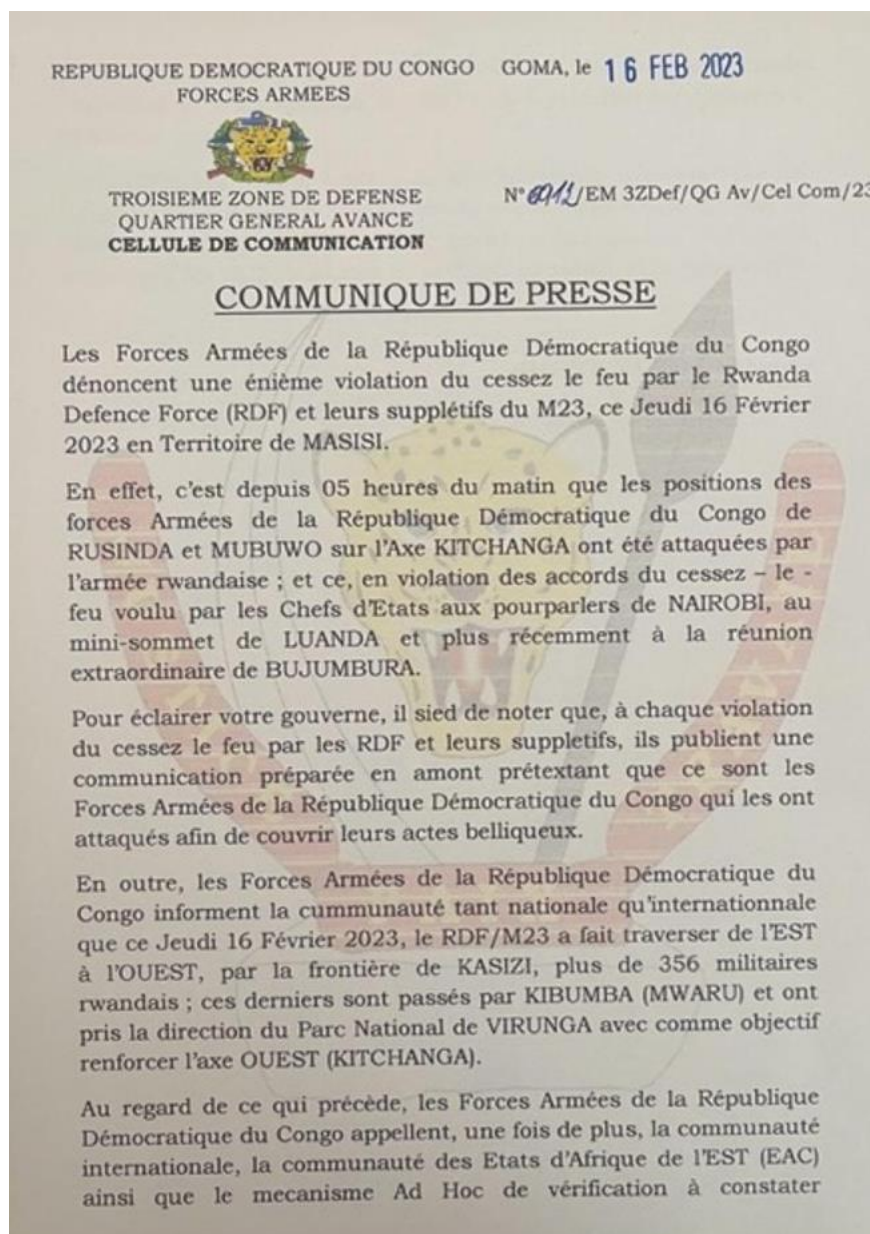 REPUBLIQUE DEMOCRATIQUE DU CONGO GOMA, le 16 FEB 2023
FORCES ARMEES
TROISIEME ZONE DE DEFENSE
QUARTIER GENERAL AVANCE
CELLULE DE COMMUNICATION
N° /EM 3ZDef/QG Av/Cel Com/23
COMMUNIQUE DE PRESSE
Les Forces Armées de la République Démocratique du Congo
dénoncent une énième violation du cessez le feu par le Rwanda
Defence Force (RDF) et leurs supplétifs du M23, ce Jeudi 16 Février
2023 en Territoire de MASISI.
En effet, c'est depuis 05 heures du matin que les positions des
forces Armées de la République Démocratique du Congo de
RUSINDA et MUBUWO sur l'Axe KITCHANGA ont été attaquées par
l'armée rwandaise ; et ce, en violation des accords du cessez – le -
feu voulu par les Chefs d'Etats aux pourparlers de NAIROBI, au
mini-sommet de LUANDA et plus récemment à la réunion
extraordinaire de BUJUMBURA.
Pour éclairer votre gouverne, il sied de noter que, à chaque violation
du cessez le feu par les RDF et leurs suppletifs, ils publient une
communication préparée en amont prétextant que ce sont les
Forces Armées de la République Démocratique du Congo qui les ont
attaqués afin de couvrir leurs actes belliqueux.
En outre, les Forces Armées de la République Démocratique du
Congo informent la cummunauté tant nationale qu'internationnale
que ce Jeudi 16 Février 2023, le RDF/M23 a fait traverser de l'EST
à l'OUEST, par la frontière de KASIZI, plus de 356 militaires
rwandais ; ces derniers sont passés par KIBUMBA (MWARU) et ont
pris la direction du Parc National de VIRUNGA avec comme objectif
renforcer l'axe OUEST (KITCHANGA).
Au regard de ce qui précède, les Forces Armées de la République
Démocratique du Congo appellent, une fois de plus, la communauté
internationale, la communauté des Etats d'Afrique de l'EST (EAC)
ainsi que le mecanisme Ad Hoc de vérification à constater